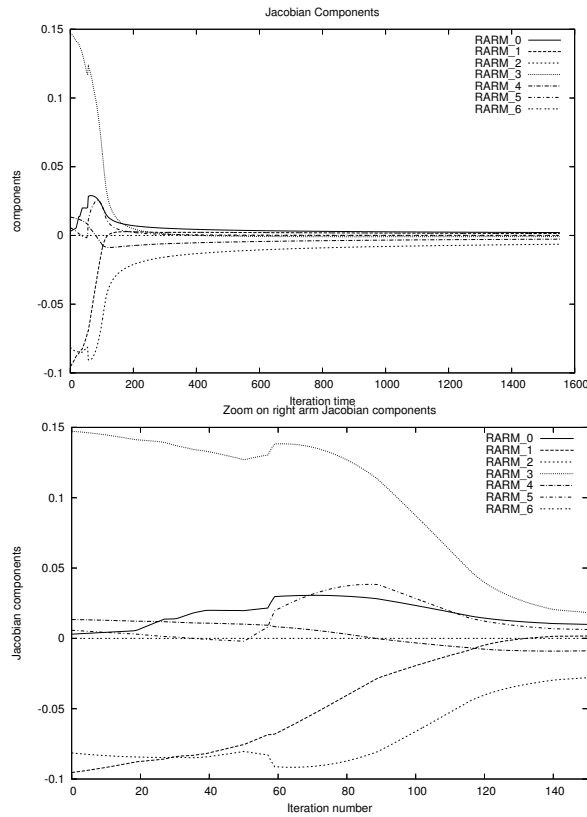 Jacobian Components
0.15
0.1
0.05
0
-0.05
-0.1
components
RARM_0
RARM_1
RARM_2
RARM_3
RARM_4
RARM_5
RARM_6
0 200 400 600 800 1000 1200 1400 1600
Iteration time
Zoom on right arm Jacobian components
0.15
0.1
0.05
0
-0.05
-0.1
Jacobian components
RARM_0
RARM_1
RARM_2
RARM_3
RARM_4
RARM_5
RARM_6
0 20 40 60 80 100 120 140
Iteration number